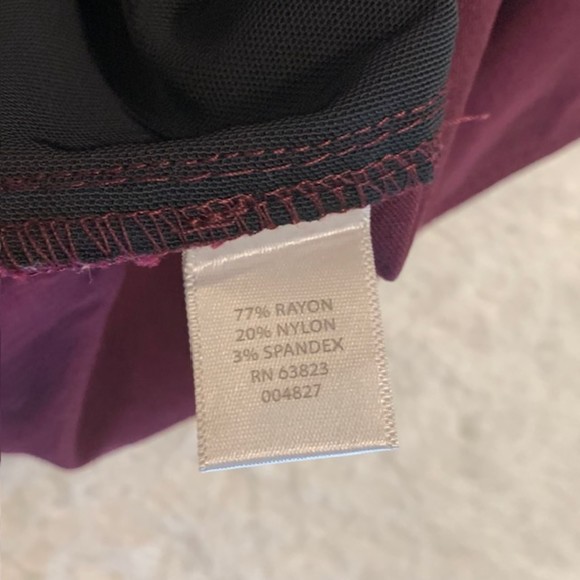 77% RAYON
20% NYLON
3% SPANDEX
RN 63823
004827